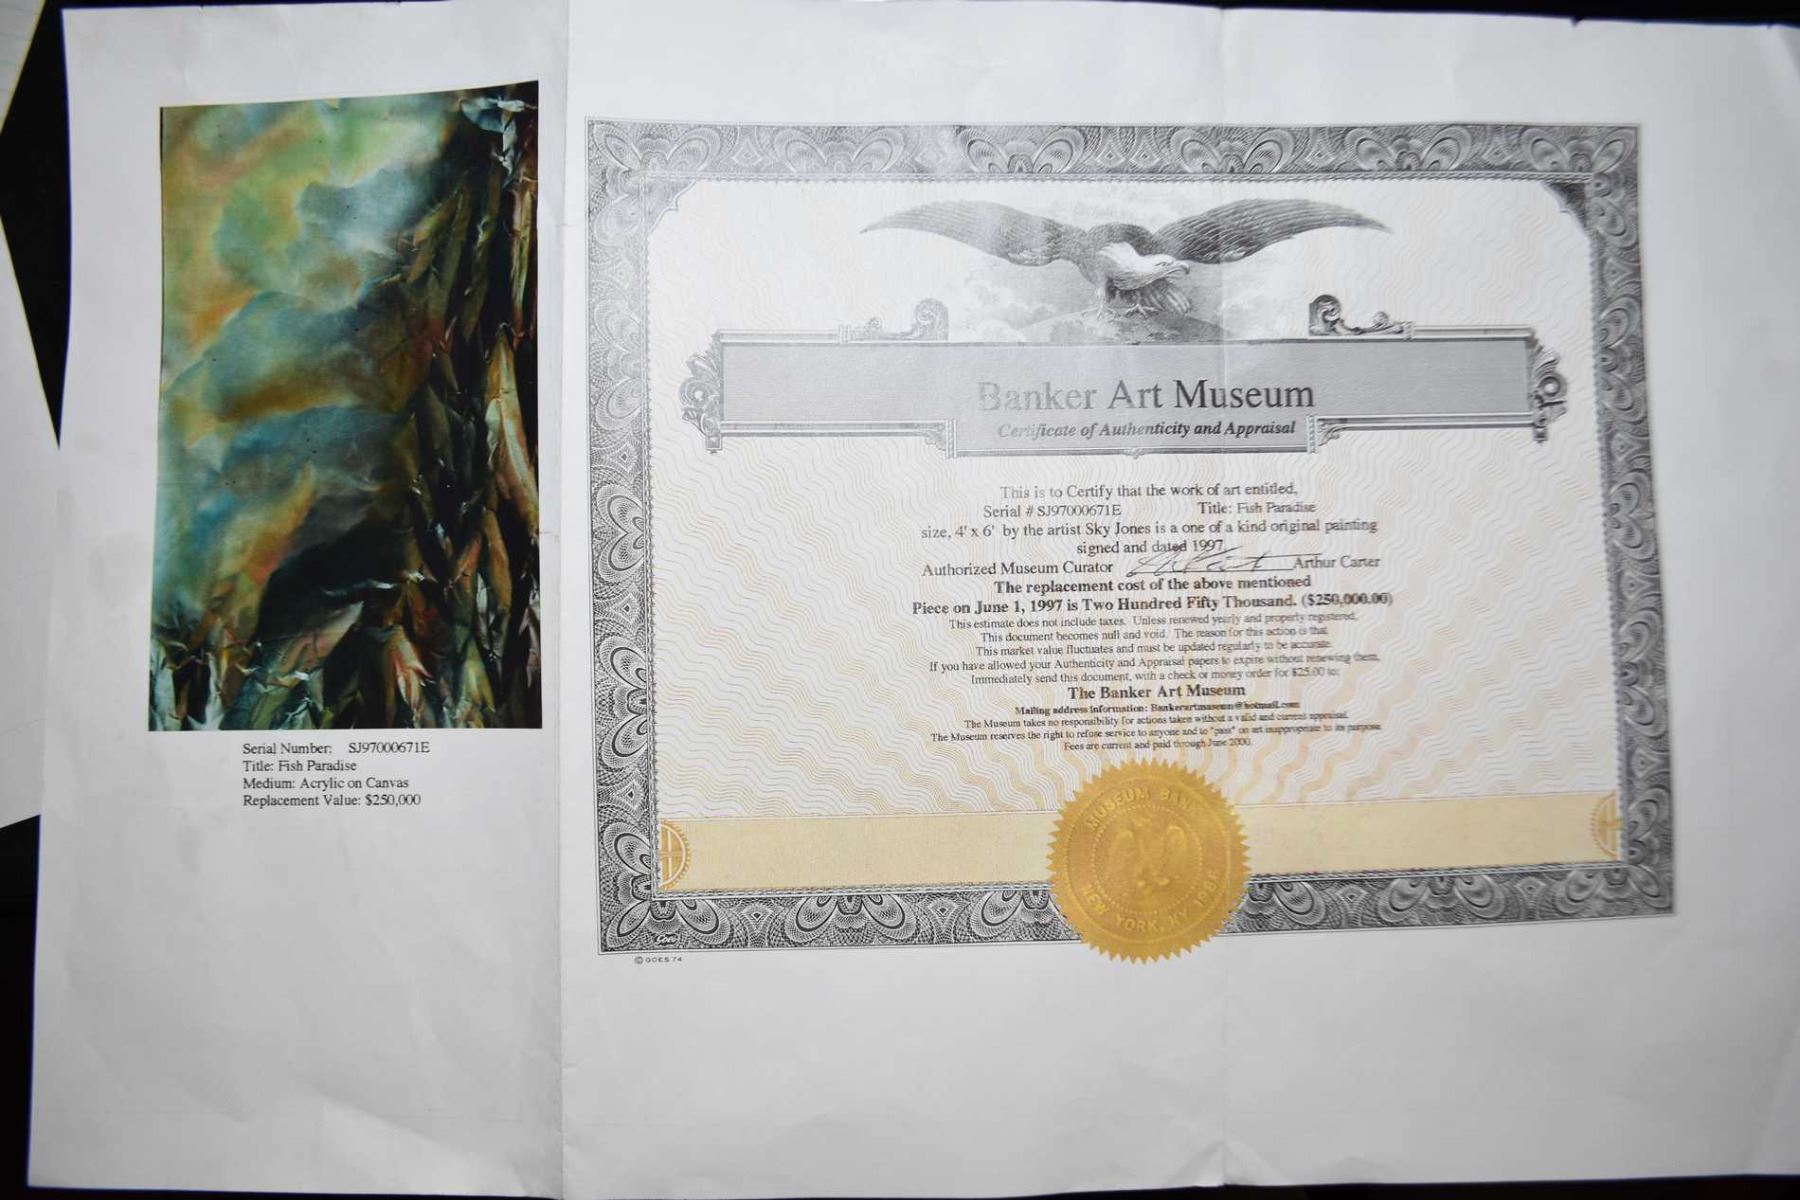 Serial Number: SJ97000671E
Title: Fish Paradise
Medium: Acrylic on Canvas
Replacement Value: $250,000
Banker Art Museum
Certificate of Authenticity and Appraisal
This is to Certify that the work of art entitled,
Serial # SJ97000671E Title: Fish Paradise
size, 4' x 6' by the artist Sky Jones is a one of a kind original painting
signed and dated 1997
Authorized Museum Curator Arthur Carter
The replacement cost of the above mentioned
Piece on June 1, 1997 is Two Hundred Fifty Thousand. ($250,000.00)
This estimate does not include taxes. Unless renewed yearly and property registered,
This document becomes null and void. The reason for this action is that
This market value fluctuates and must be updated regularly to be accurate.
If you have allowed your Authenticity and Appraisal papers to expire without renewing them,
Immediately send this document, with a check or money order for $25.00 to:
The Banker Art Museum
Mailing address information: Bankerartmuseum@hotmail.com
The Museum takes no responsibility for actions taken without a valid and current appraisal.
The Museum reserves the right to refuse service to anyone and to "pass" on art inappropriate to its purpose
Fees are current and paid through June 2000.
MUSEUM BANK
NEW YORK, NY 1986
Goes
© GOES 74